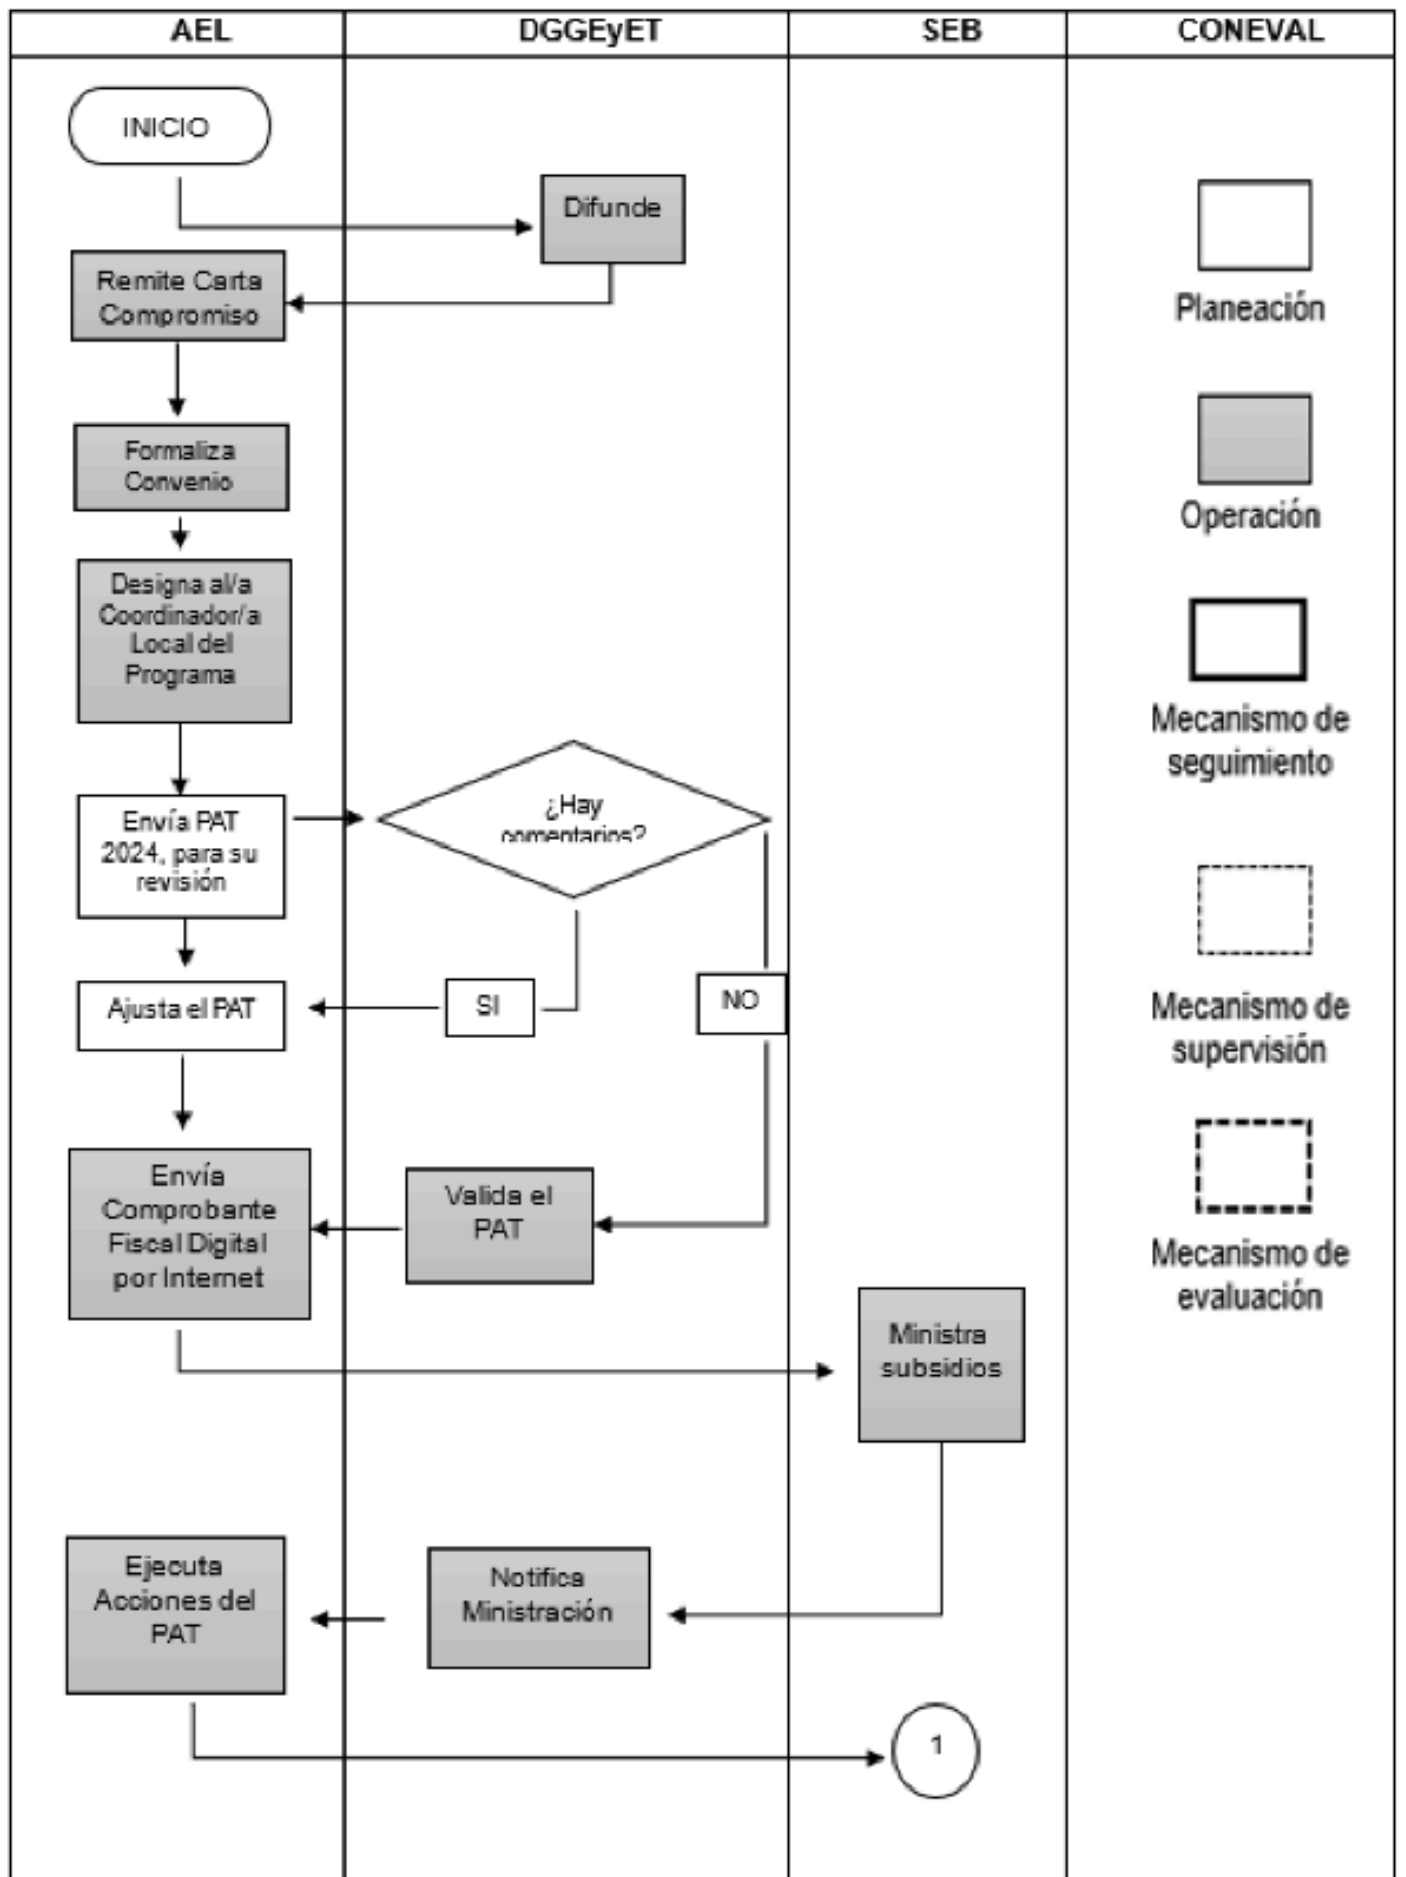 AEL
DGGEyET
SEB
CONEVAL
INICIO
Difunde
Remite Carta
Compromiso
Formaliza
Convenio
Designa al/a
Coordinador/a
Local del
Programa
Envía PAT
2024, para su
revisión
¿Hay
comentarios?
Ajusta el PAT
SI
NO
Envía
Comprobante
Fiscal Digital
por Internet
Valida el
PAT
Ministra
subsidios
Ejecuta
Acciones del
PAT
Notifica
Ministración
1
Planeación
Operación
Mecanismo de
seguimiento
Mecanismo de
supervisión
Mecanismo de
evaluación